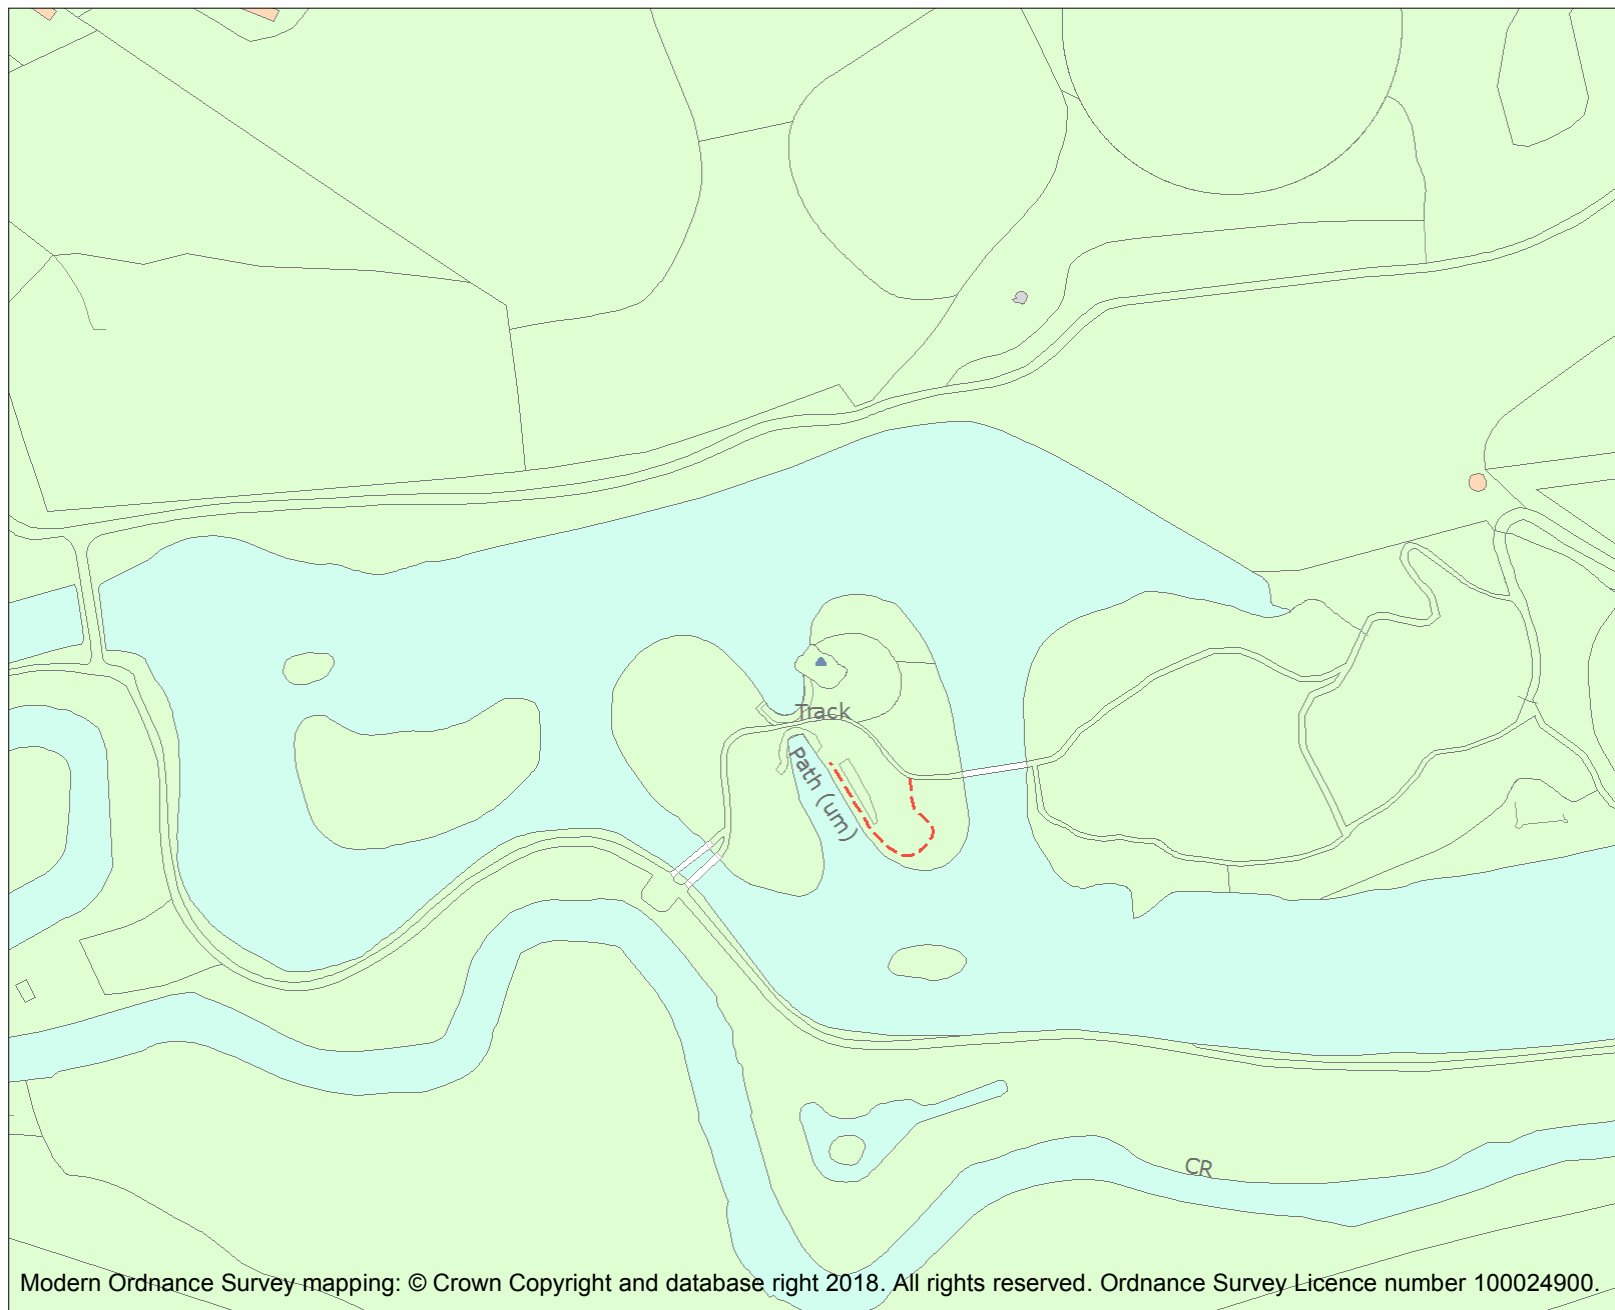 Track
Path (um)
CR
Modern Ordnance Survey mapping: © Crown Copyright and database right 2018. All rights reserved. Ordnance Survey Licence number 100024900.